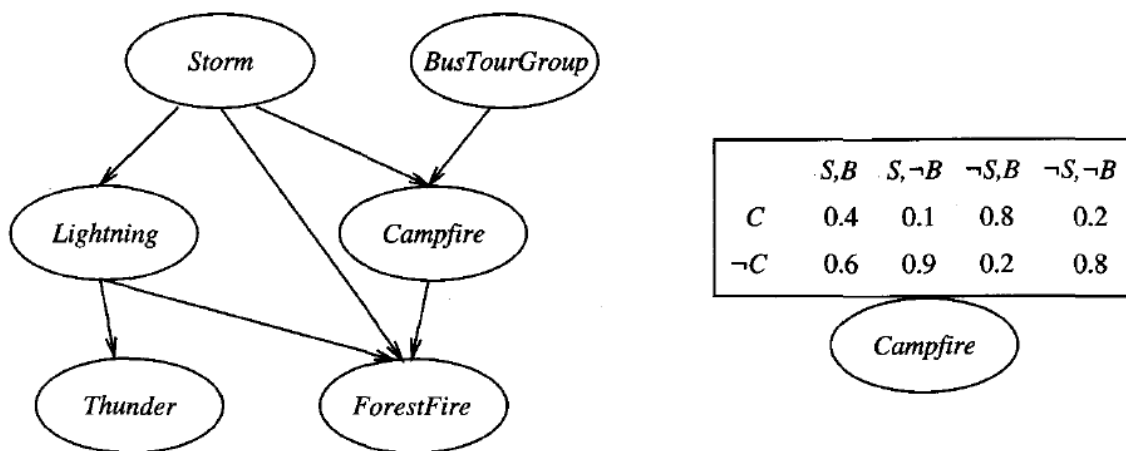 Storm
BusTourGroup
Lightning
Campfire
Thunder
ForestFire
S,B S,¬B ¬S,B ¬S,¬B
C 0.4 0.1 0.8 0.2
¬C 0.6 0.9 0.2 0.8
Campfire